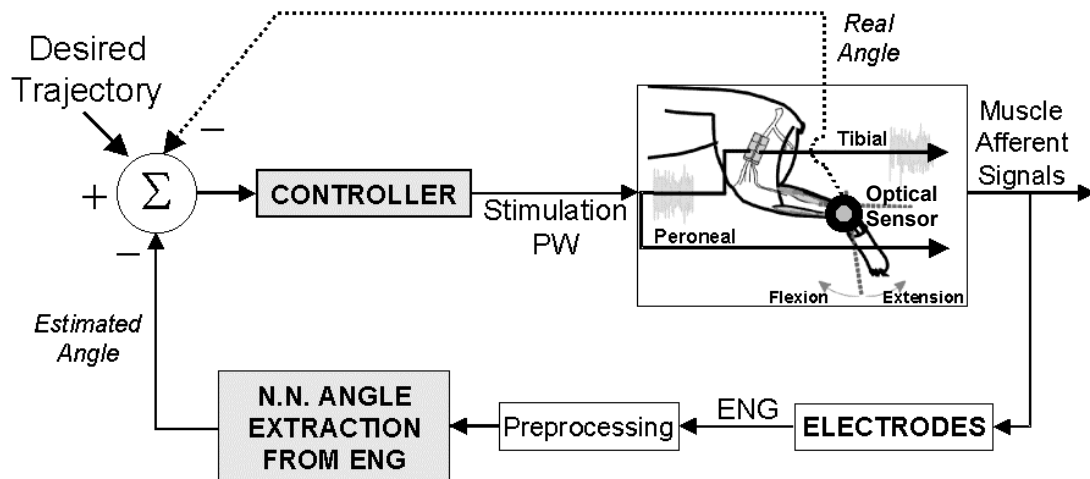 Desired
Trajectory
−
Real
Angle
+
Σ
−
CONTROLLER
Stimulation
PW
Tibial
Optical
Sensor
Peroneal
Flexion
Extension
Muscle
Afferent
Signals
Estimated
Angle
N.N. ANGLE
EXTRACTION
FROM ENG
Preprocessing
ENG
ELECTRODES